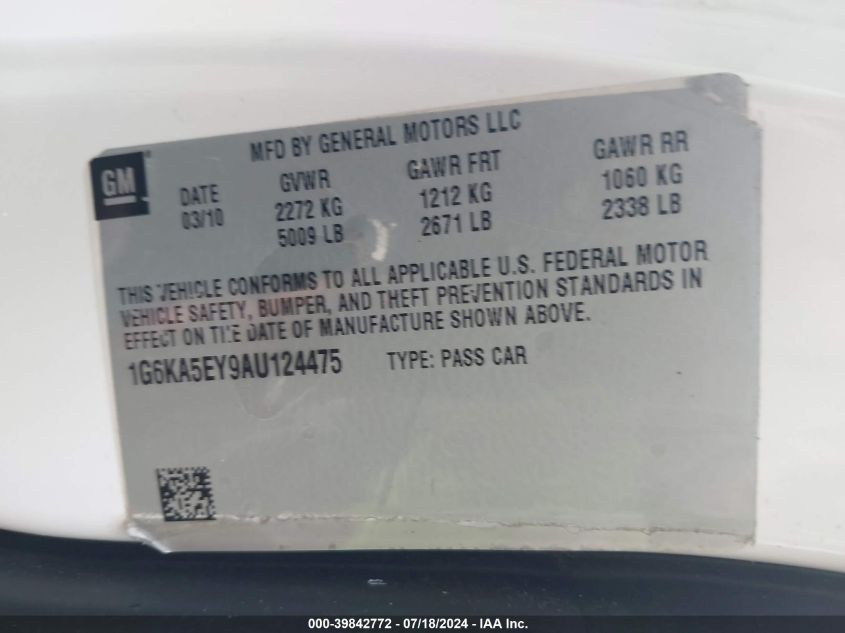 MFD BY GENERAL MOTORS LLC
GM
DATE GVWR GAWR FRT GAWR RR
03/10 2272 KG 1212 KG 1060 KG
5009 LB 2671 LB 2338 LB
THIS VEHICLE CONFORMS TO ALL APPLICABLE U.S. FEDERAL MOTOR
VEHICLE SAFETY, BUMPER, AND THEFT PREVENTION STANDARDS IN
EFFECT ON THE DATE OF MANUFACTURE SHOWN ABOVE.
1G6KA5EY9AU124475 TYPE: PASS CAR
000-39842772 - 07/18/2024 - IAA Inc.